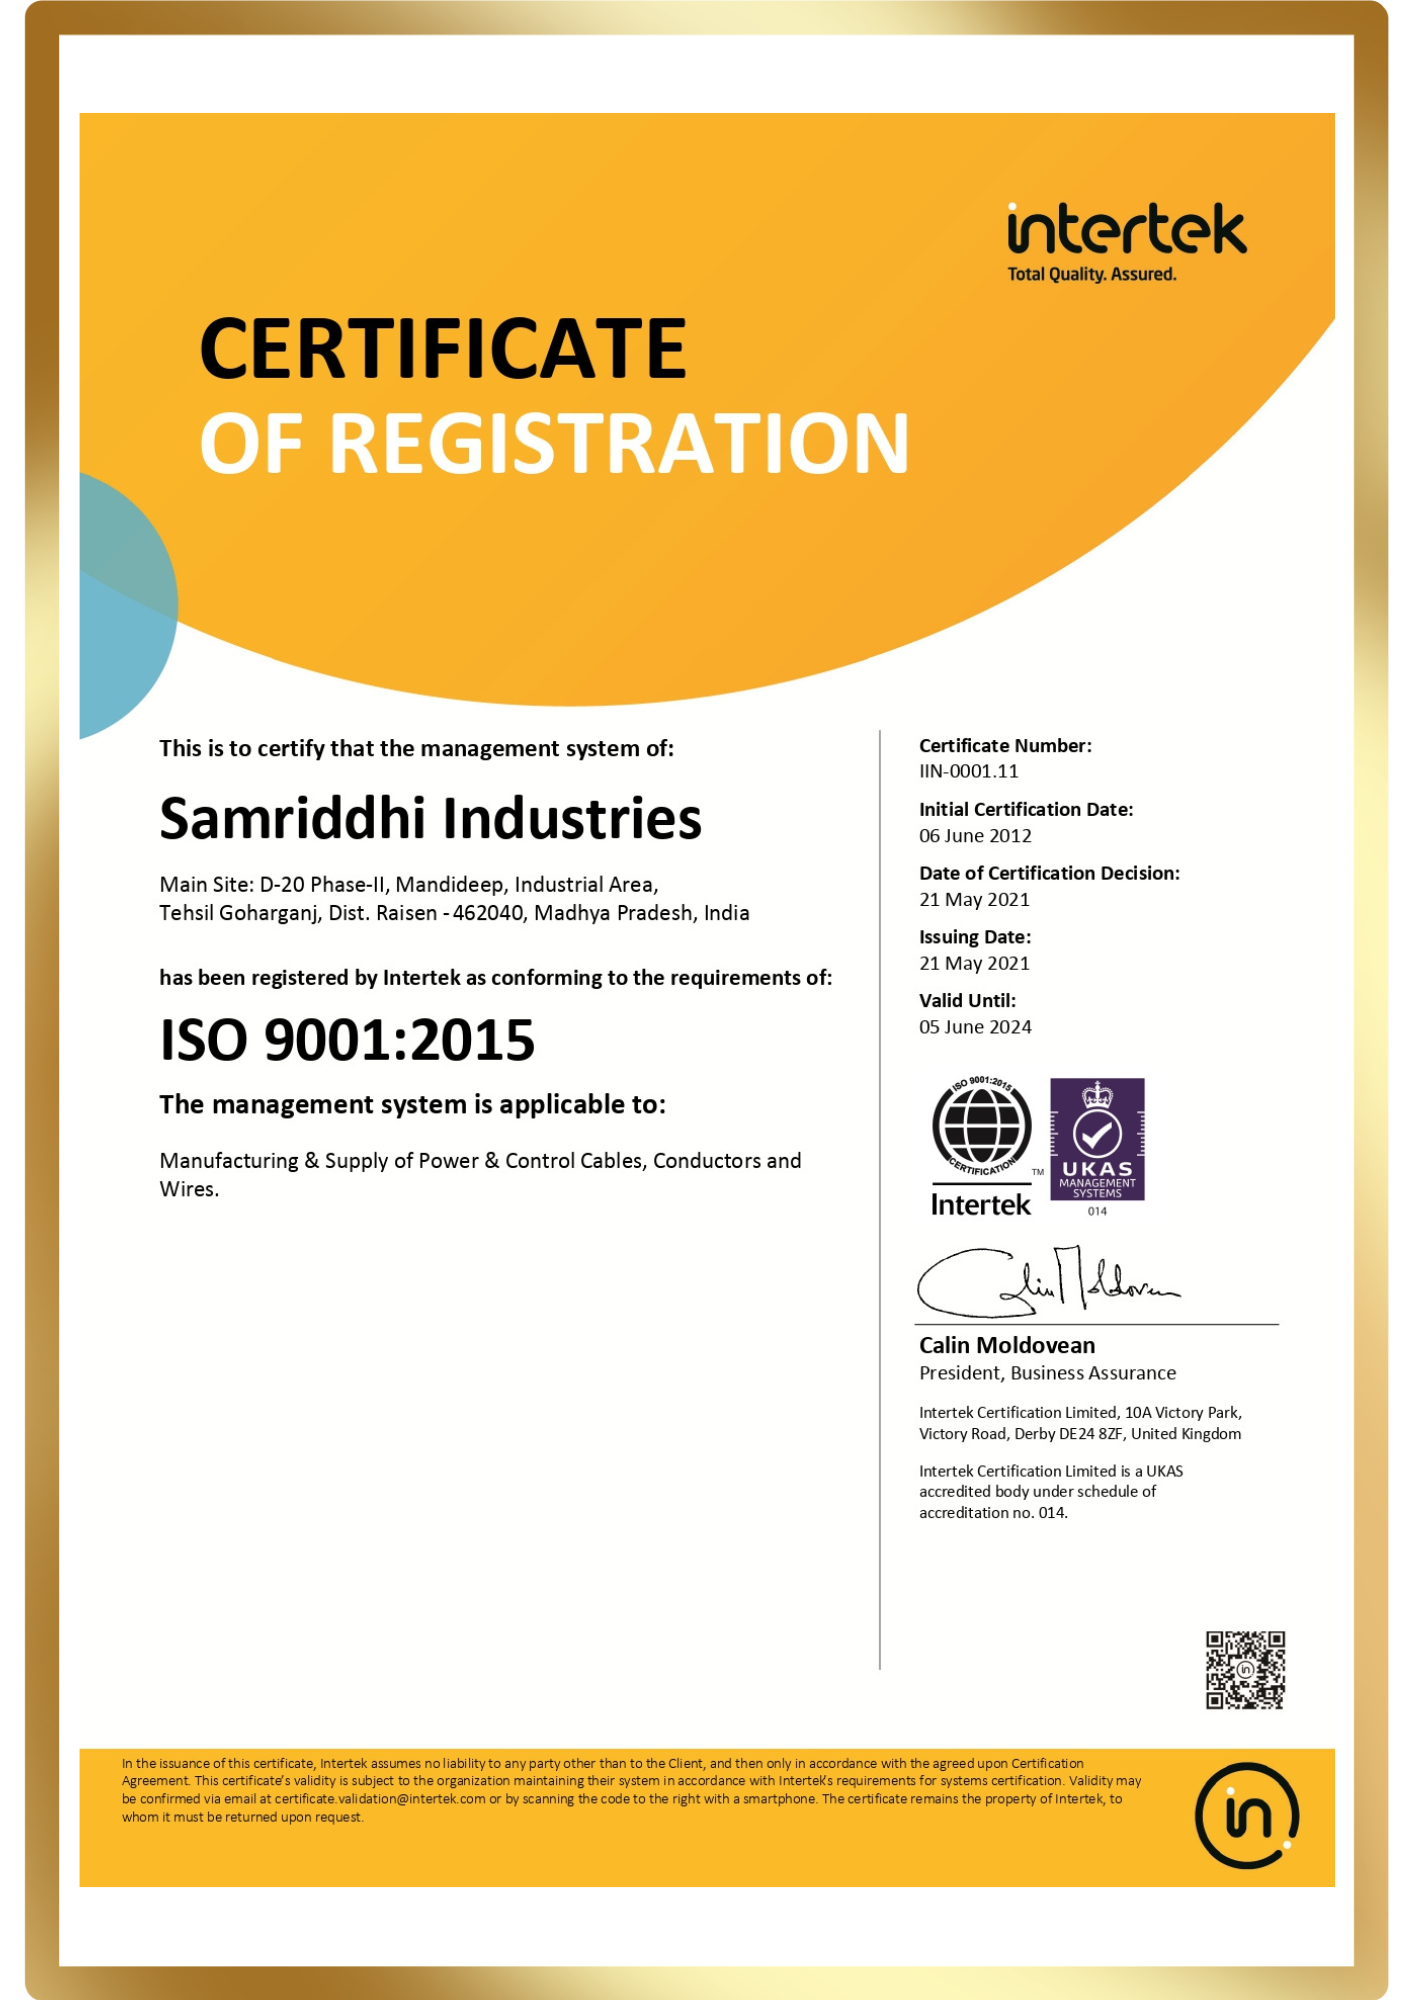 intertek
Total Quality. Assured.
CERTIFICATE
OF REGISTRATION
This is to certify that the management system of:
Samriddhi Industries
Main Site: D-20 Phase-II, Mandideep, Industrial Area,
Tehsil Goharganj, Dist. Raisen - 462040, Madhya Pradesh, India
has been registered by Intertek as conforming to the requirements of:
ISO 9001:2015
The management system is applicable to:
Manufacturing & Supply of Power & Control Cables, Conductors and
Wires.
Certificate Number:
IIN-0001.11
Initial Certification Date:
06 June 2012
Date of Certification Decision:
21 May 2021
Issuing Date:
21 May 2021
Valid Until:
05 June 2024
ISO 9001:2015
CERTIFICATION
TM
Intertek
UKAS
MANAGEMENT
SYSTEMS
014
Calin Moldovean
Calin Moldovean
President, Business Assurance
Intertek Certification Limited, 10A Victory Park,
Victory Road, Derby DE24 8ZF, United Kingdom
Intertek Certification Limited is a UKAS
accredited body under schedule of
accreditation no. 014.
in
In the issuance of this certificate, Intertek assumes no liability to any party other than to the Client, and then only in accordance with the agreed upon Certification
Agreement. This certificate's validity is subject to the organization maintaining their system in accordance with Intertek's requirements for systems certification. Validity may
be confirmed via email at certificate.validation@intertek.com or by scanning the code to the right with a smartphone. The certificate remains the property of Intertek, to
whom it must be returned upon request.
in